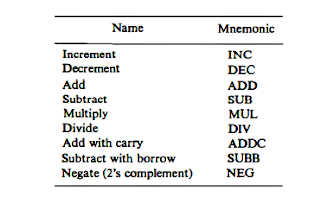 Name Mnemonic
Increment INC
Decrement DEC
Add ADD
Subtract SUB
Multiply MUL
Divide DIV
Add with carry ADDC
Subtract with borrow SUBB
Negate (2's complement) NEG